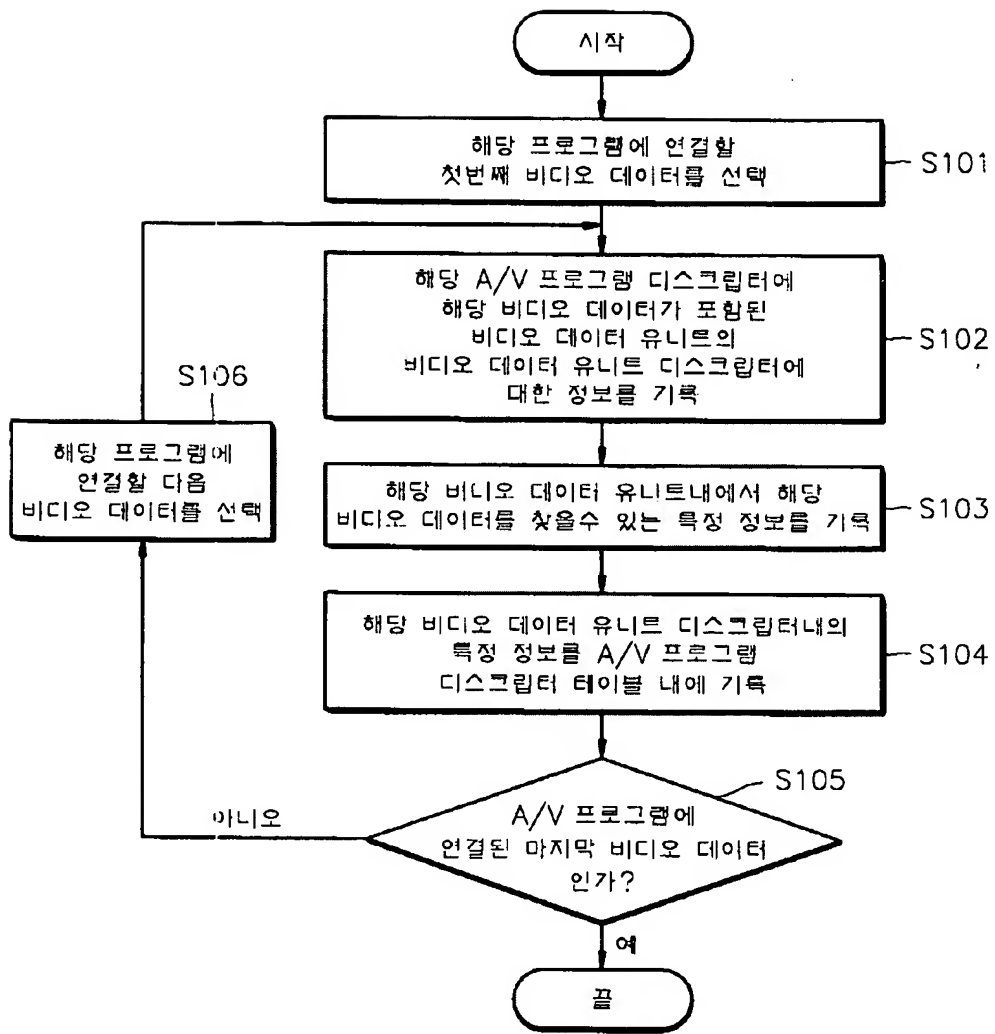 시작
해당 프로그램에 연결할
첫번째 비디오 데이터를 선택
S101
해당 A/V 프로그램 디스크립터에
해당 비디오 데이터가 포함된
비디오 데이터 유니트의
비디오 데이터 유니트 디스크립터에
대한 정보를 기록
S102
S106
해당 프로그램에
연결할 다음
비디오 데이터를 선택
해당 비디오 데이터 유니트내에서 해당
비디오 데이터를 찾을수 있는 특정 정보를 기록
S103
해당 비디오 데이터 유니트 디스크립터내의
특정 정보를 A/V 프로그램
디스크립터 테이블 내에 기록
S104
S105
A/V 프로그램에
연결된 마지막 비디오 데이터
인가?
아니오
예
끝